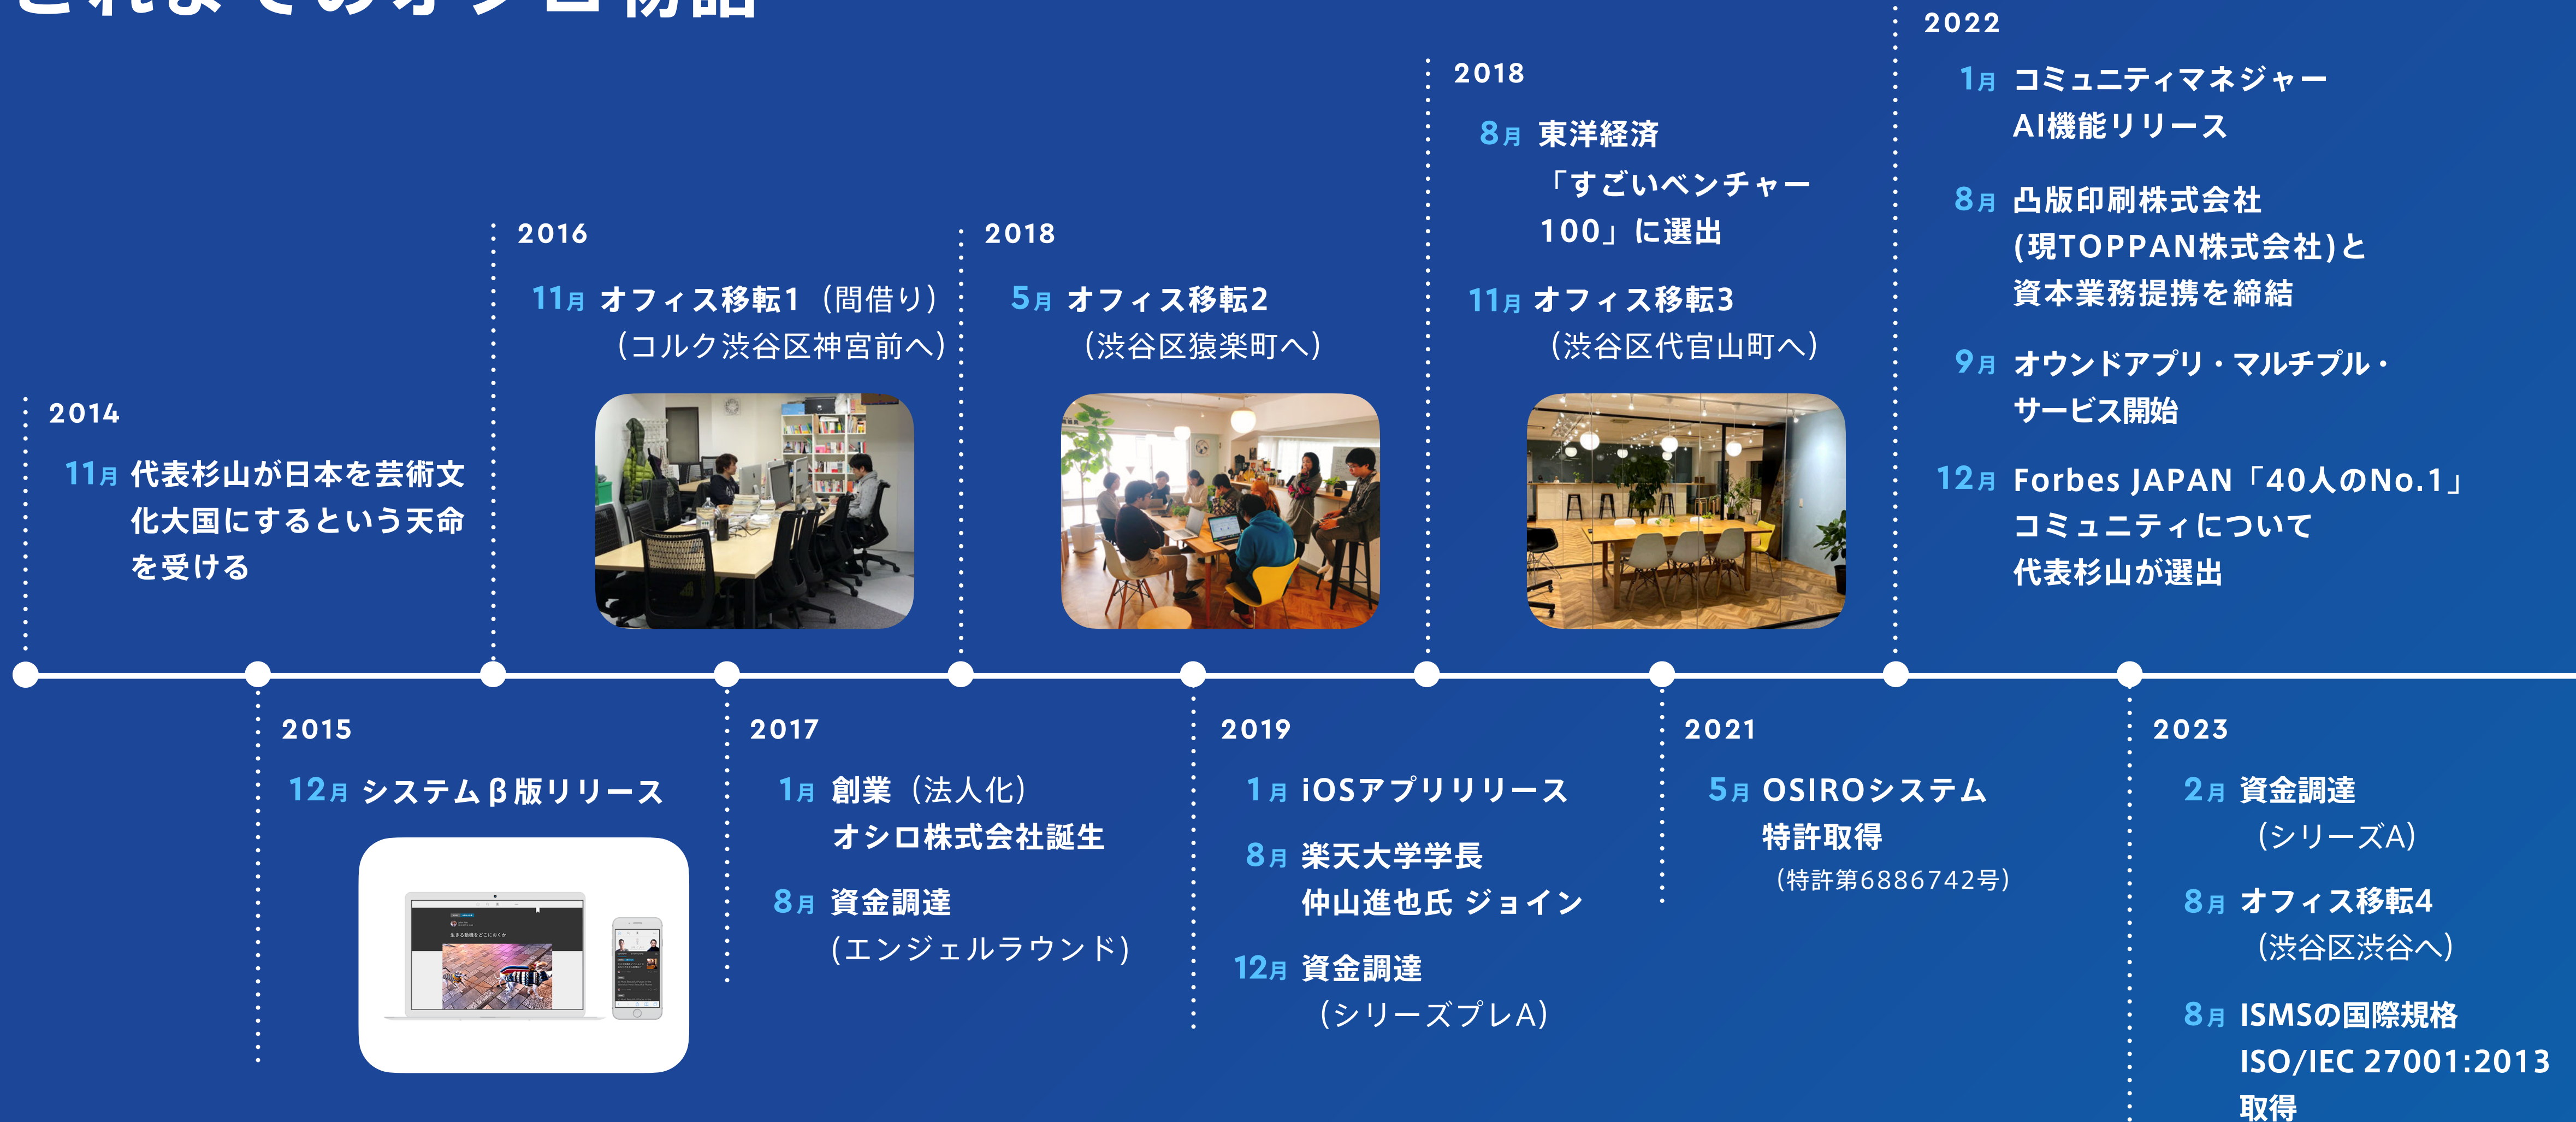 2014
11月 代表杉山が日本を芸術文
化大国にするという天命
を受ける
2015
12月 システムβ版リリース
生きる動機をどこにおくか
2016
11月 オフィス移転1（間借り）
（コルク渋谷区神宮前へ）
2017
1月 創業（法人化）
オシロ株式会社誕生
8月 資金調達
(エンジェルラウンド)
2018
5月 オフィス移転2
（渋谷区猿楽町へ）
2019
1月 iOSアプリリリース
8月 楽天大学学長
仲山進也氏 ジョイン
12月 資金調達
（シリーズプレA）
2018
8月 東洋経済
「すごいベンチャー
100」に選出
11月 オフィス移転3
（渋谷区代官山町へ）
2021
5月 OSIROシステム
特許取得
（特許第6886742号）
2022
1月 コミュニティマネジャー
AI機能リリース
8月 凸版印刷株式会社
(現TOPPAN株式会社)と
資本業務提携を締結
9月 オウンドアプリ・マルチプル・
サービス開始
12月 Forbes JAPAN「40人のNo.1」
コミュニティについて
代表杉山が選出
2023
2月 資金調達
（シリーズA）
8月 オフィス移転4
（渋谷区渋谷へ）
8月 ISMSの国際規格
ISO/IEC 27001:2013
取得